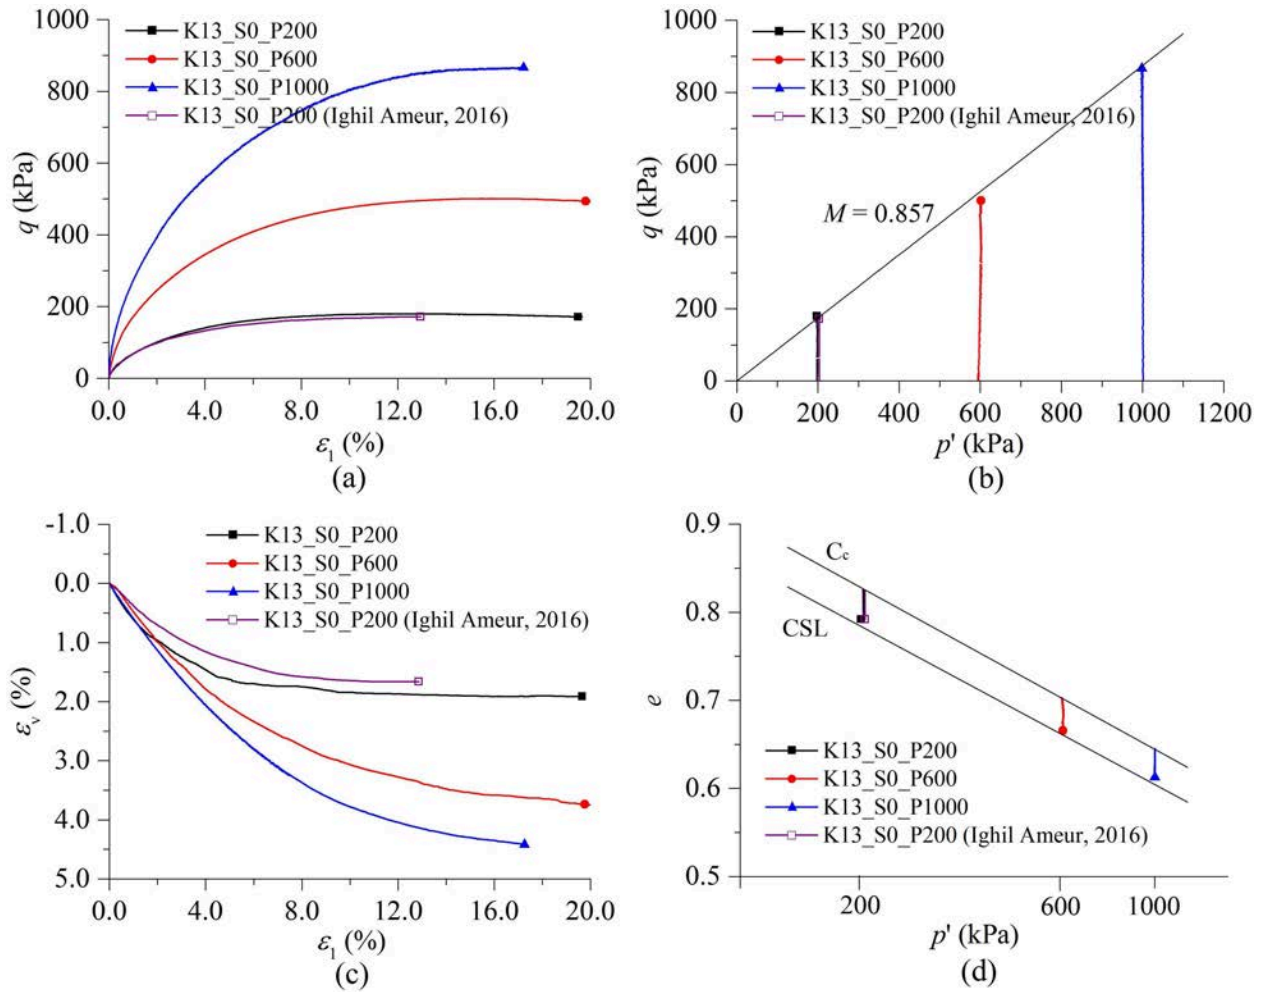 1000
800
600
400
200
0
q (kPa)
K13_S0_P200
K13_S0_P600
K13_S0_P1000
K13_S0_P200 (Ighil Ameur, 2016)
0.0 4.0 8.0 12.0 16.0 20.0
ε1 (%)
(a)
1000
800
600
400
200
0
q (kPa)
K13_S0_P200
K13_S0_P600
K13_S0_P1000
K13_S0_P200 (Ighil Ameur, 2016)
M = 0.857
0 200 400 600 800 1000 1200
p' (kPa)
(b)
-1.0
0.0
1.0
2.0
3.0
4.0
5.0
εv (%)
K13_S0_P200
K13_S0_P600
K13_S0_P1000
K13_S0_P200 (Ighil Ameur, 2016)
0.0 4.0 8.0 12.0 16.0 20.0
ε1 (%)
(c)
0.9
0.8
0.7
0.6
0.5
e
Cc
CSL
K13_S0_P200
K13_S0_P600
K13_S0_P1000
K13_S0_P200 (Ighil Ameur, 2016)
200 600 1000
p' (kPa)
(d)